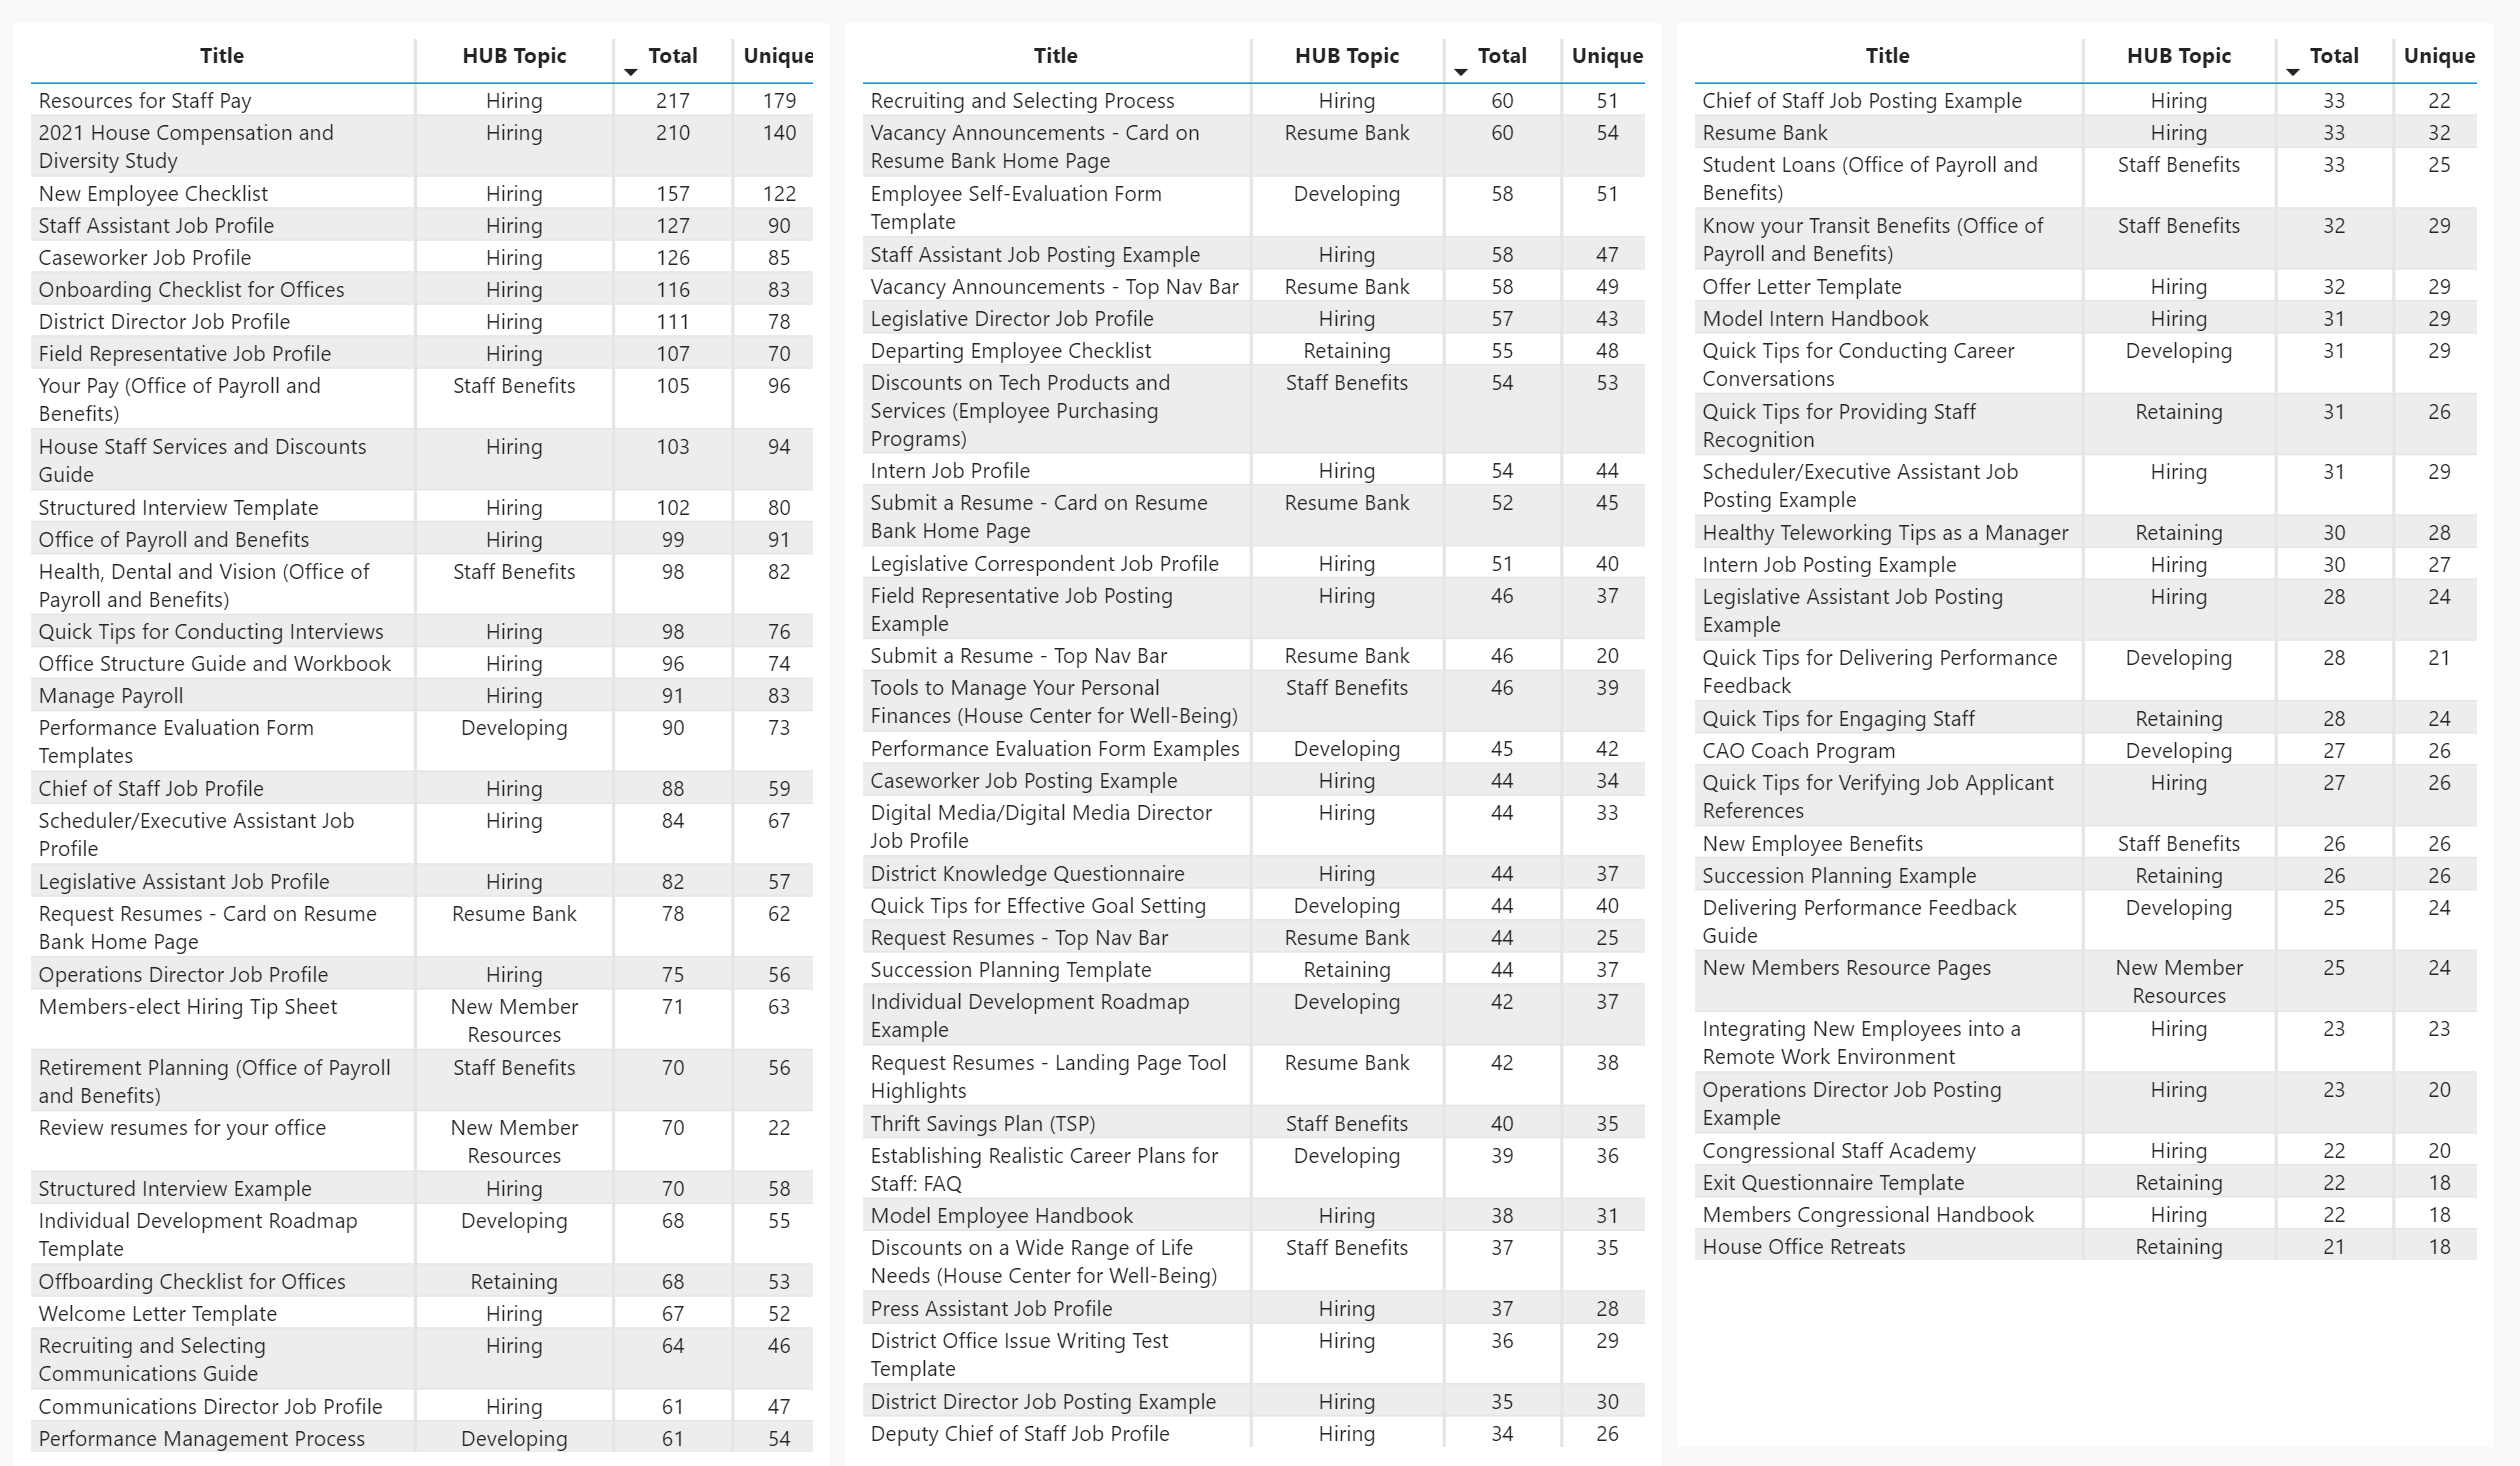 Title HUB Topic Total Unique
Resources for Staff Pay Hiring 217 179
2021 House Compensation and Hiring 210 140
Diversity Study
New Employee Checklist Hiring 157 122
Staff Assistant Job Profile Hiring 127 90
Caseworker Job Profile Hiring 126 85
Onboarding Checklist for Offices Hiring 116 83
District Director Job Profile Hiring 111 78
Field Representative Job Profile Hiring 107 70
Your Pay (Office of Payroll and Staff Benefits 105 96
Benefits)
House Staff Services and Discounts Hiring 103 94
Guide
Structured Interview Template Hiring 102 80
Office of Payroll and Benefits Hiring 99 91
Health, Dental and Vision (Office of Staff Benefits 98 82
Payroll and Benefits)
Quick Tips for Conducting Interviews Hiring 98 76
Office Structure Guide and Workbook Hiring 96 74
Manage Payroll Hiring 91 83
Performance Evaluation Form Developing 90 73
Templates
Chief of Staff Job Profile Hiring 88 59
Scheduler/Executive Assistant Job Hiring 84 67
Profile
Legislative Assistant Job Profile Hiring 82 57
Request Resumes - Card on Resume Resume Bank 78 62
Bank Home Page
Operations Director Job Profile Hiring 75 56
Members-elect Hiring Tip Sheet New Member 71 63
Resources
Retirement Planning (Office of Payroll Staff Benefits 70 56
and Benefits)
Review resumes for your office New Member 70 22
Resources
Structured Interview Example Hiring 70 58
Individual Development Roadmap Developing 68 55
Template
Offboarding Checklist for Offices Retaining 68 53
Welcome Letter Template Hiring 67 52
Recruiting and Selecting Hiring 64 46
Communications Guide
Communications Director Job Profile Hiring 61 47
Performance Management Process Developing 61 54
Title HUB Topic Total Unique
Recruiting and Selecting Process Hiring 60 51
Vacancy Announcements - Card on Resume Bank 60 54
Resume Bank Home Page
Employee Self-Evaluation Form Developing 58 51
Template
Staff Assistant Job Posting Example Hiring 58 47
Vacancy Announcements - Top Nav Bar Resume Bank 58 49
Legislative Director Job Profile Hiring 57 43
Departing Employee Checklist Retaining 55 48
Discounts on Tech Products and Staff Benefits 54 53
Services (Employee Purchasing
Programs)
Intern Job Profile Hiring 54 44
Submit a Resume - Card on Resume Resume Bank 52 45
Bank Home Page
Legislative Correspondent Job Profile Hiring 51 40
Field Representative Job Posting Hiring 46 37
Example
Submit a Resume - Top Nav Bar Resume Bank 46 20
Tools to Manage Your Personal Staff Benefits 46 39
Finances (House Center for Well-Being)
Performance Evaluation Form Examples Developing 45 42
Caseworker Job Posting Example Hiring 44 34
Digital Media/Digital Media Director Hiring 44 33
Job Profile
District Knowledge Questionnaire Hiring 44 37
Quick Tips for Effective Goal Setting Developing 44 40
Request Resumes - Top Nav Bar Resume Bank 44 25
Succession Planning Template Retaining 44 37
Individual Development Roadmap Developing 42 37
Example
Request Resumes - Landing Page Tool Resume Bank 42 38
Highlights
Thrift Savings Plan (TSP) Staff Benefits 40 35
Establishing Realistic Career Plans for Developing 39 36
Staff: FAQ
Model Employee Handbook Hiring 38 31
Discounts on a Wide Range of Life Staff Benefits 37 35
Needs (House Center for Well-Being)
Press Assistant Job Profile Hiring 37 28
District Office Issue Writing Test Hiring 36 29
Template
District Director Job Posting Example Hiring 35 30
Deputy Chief of Staff Job Profile Hiring 34 26
Title HUB Topic Total Unique
Chief of Staff Job Posting Example Hiring 33 22
Resume Bank Hiring 33 32
Student Loans (Office of Payroll and Staff Benefits 33 25
Benefits)
Know your Transit Benefits (Office of Staff Benefits 32 29
Payroll and Benefits)
Offer Letter Template Hiring 32 29
Model Intern Handbook Hiring 31 29
Quick Tips for Conducting Career Developing 31 29
Conversations
Quick Tips for Providing Staff Retaining 31 26
Recognition
Scheduler/Executive Assistant Job Hiring 31 29
Posting Example
Healthy Teleworking Tips as a Manager Retaining 30 28
Intern Job Posting Example Hiring 30 27
Legislative Assistant Job Posting Hiring 28 24
Example
Quick Tips for Delivering Performance Developing 28 21
Feedback
Quick Tips for Engaging Staff Retaining 28 24
CAO Coach Program Developing 27 26
Quick Tips for Verifying Job Applicant Hiring 27 26
References
New Employee Benefits Staff Benefits 26 26
Succession Planning Example Retaining 26 26
Delivering Performance Feedback Developing 25 24
Guide
New Members Resource Pages New Member 25 24
Resources
Integrating New Employees into a Hiring 23 23
Remote Work Environment
Operations Director Job Posting Hiring 23 20
Example
Congressional Staff Academy Hiring 22 20
Exit Questionnaire Template Retaining 22 18
Members Congressional Handbook Hiring 22 18
House Office Retreats Retaining 21 18